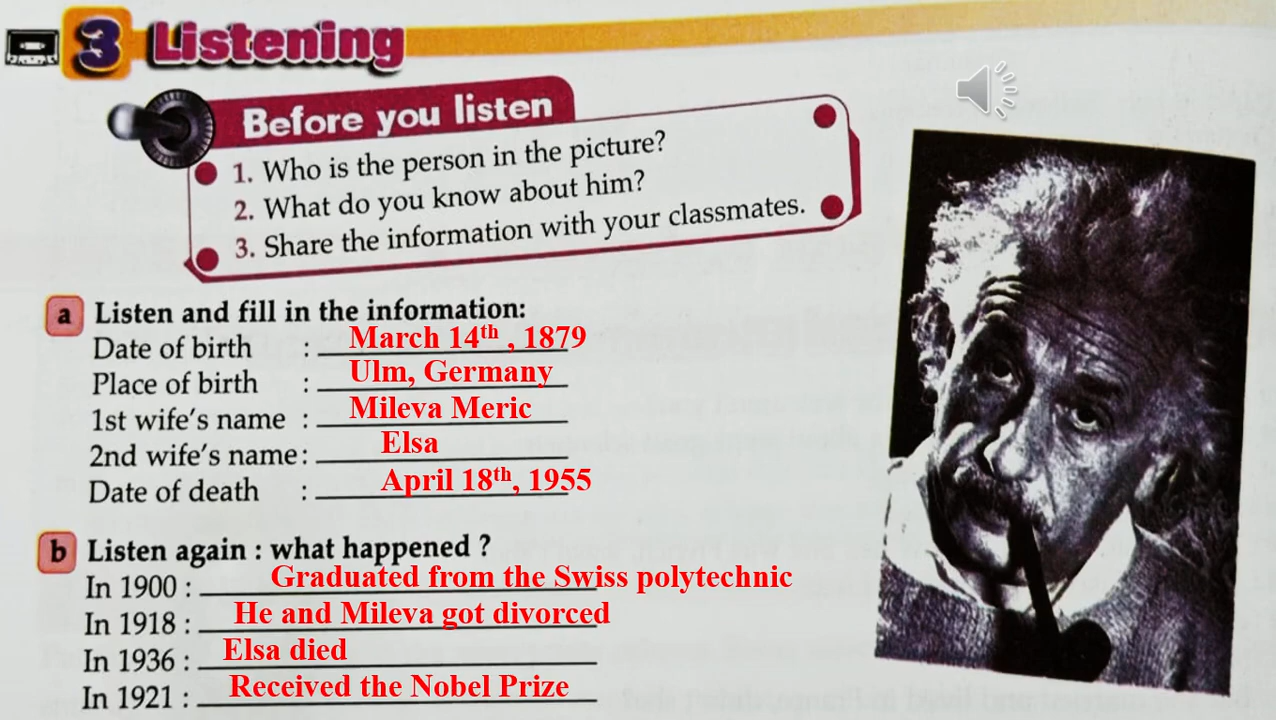 3 Listening
Before you listen
1. Who is the person in the picture?
2. What do you know about him?
3. Share the information with your classmates.
a Listen and fill in the information:
Date of birth : March 14th , 1879
Place of birth : Ulm, Germany
1st wife's name : Mileva Meric
2nd wife's name: Elsa
Date of death : April 18th, 1955
b Listen again : what happened ?
In 1900 : Graduated from the Swiss polytechnic
In 1918 : He and Mileva got divorced
In 1936 : Elsa died
In 1921 : Received the Nobel Prize